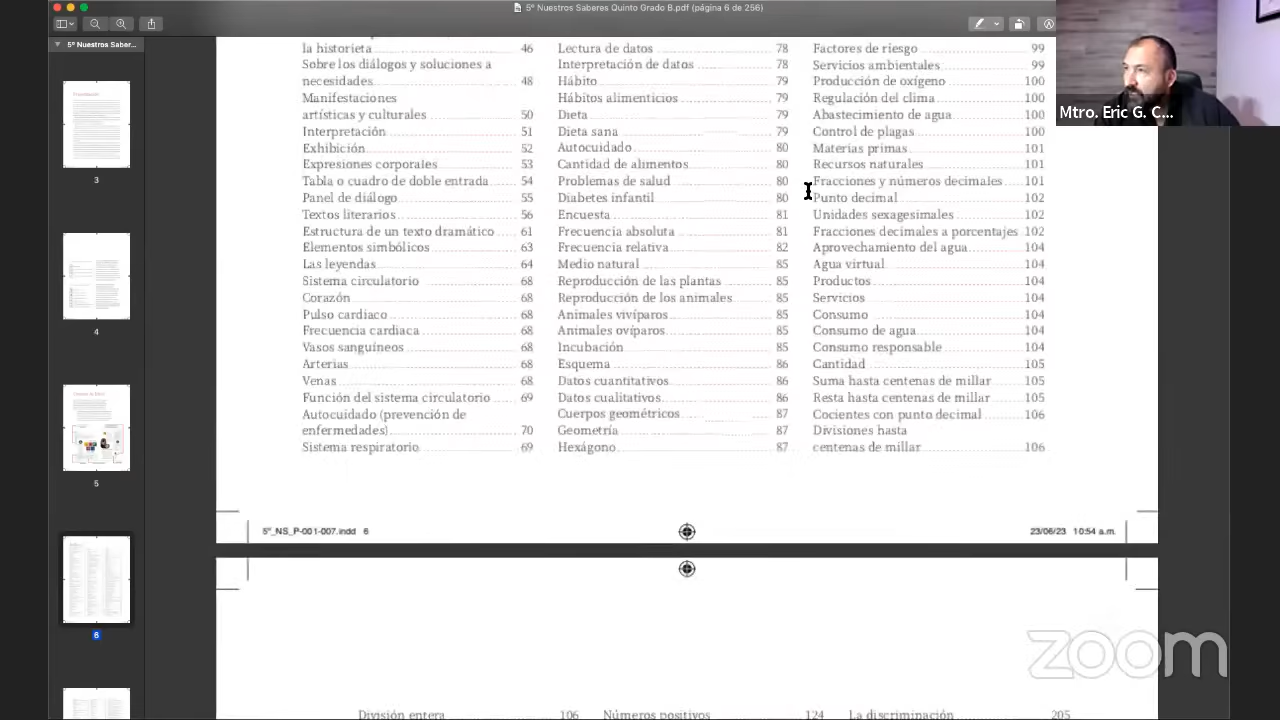 5º Nuestros Saberes Quinto Grado B.pdf (página 6 de 256)
5º Nuestros Saber...
3
4
5
6
la historieta 46
Sobre los diálogos y soluciones a
necesidades 48
Manifestaciones
artísticas y culturales 50
Interpretación 51
Exhibición 52
Expresiones corporales 53
Tabla o cuadro de doble entrada 54
Panel de diálogo 55
Textos literarios 56
Estructura de un texto dramático 61
Elementos simbólicos 63
Las leyendas 64
Sistema circulatorio 68
Corazón 68
Pulso cardíaco 68
Frecuencia cardiaca 68
Vasos sanguíneos 68
Arterias 68
Venas 68
Función del sistema circulatorio 69
Autocuidado (prevención de
enfermedades) 70
Sistema respiratorio 69
Lectura de datos 78
Interpretación de datos 78
Hábito 79
Hábitos alimenticios 79
Dieta 79
Dieta sana 79
Autocuidado 80
Cantidad de alimentos 80
Problemas de salud 80
Diabetes infantil 80
Encuesta 81
Frecuencia absoluta 81
Frecuencia relativa 82
Medio natural 85
Reproducción de las plantas 85
Reproducción de los animales 85
Animales vivíparos 85
Animales ovíparos 85
Incubación 85
Esquema 86
Datos cuantitativos 86
Datos cualitativos 86
Cuerpos geométricos 87
Geometría 87
Hexágono 87
Factores de riesgo 99
Servicios ambientales 99
Producción de oxígeno 100
Regulación del clima 100
Abastecimiento de agua 100
Control de plagas 100
Materias primas 101
Recursos naturales 101
Fracciones y números decimales 101
Punto decimal 102
Unidades sexagesimales 102
Fracciones decimales a porcentajes 102
Aprovechamiento del agua 104
Agua virtual 104
Productos 104
Servicios 104
Consumo 104
Consumo de agua 104
Consumo responsable 104
Cantidad 105
Suma hasta centenas de millar 105
Resta hasta centenas de millar 105
Cocientes con punto decimal 106
Divisiones hasta
centenas de millar 106
5º_NS_P-001-007.indd 6
23/06/23 10:54 a.m.
División entera 106
Números positivos 124
La discriminación 205
Mtro. Eric G. C...
zoom